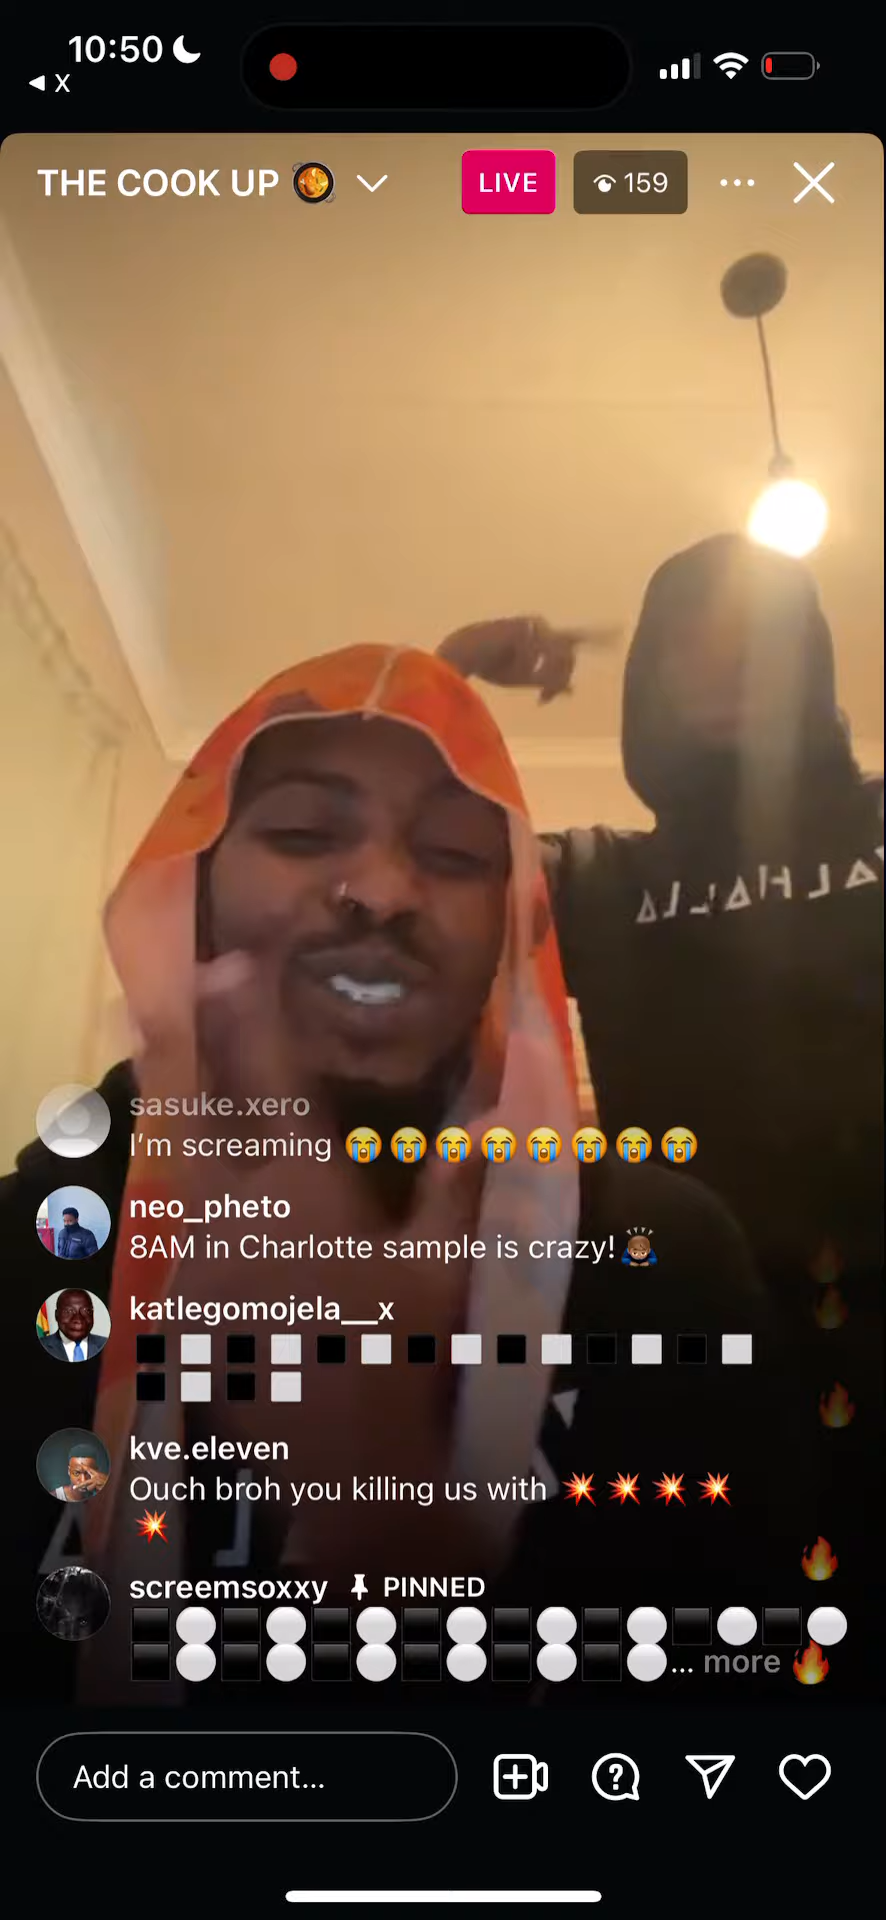 10:50
◀ X
THE COOK UP 🥘
LIVE
159
sasuke.xero
I'm screaming 😭😭😭😭😭😭😭😭
neo_pheto
8AM in Charlotte sample is crazy!🙇🏾‍♂️
katlegomojela__x
◼️◻️◼️◻️◼️◻️◼️◻️◼️◻️◼️◻️◼️◻️
◼️◻️◼️◻️
kve.eleven
Ouch broh you killing us with 💥💥💥💥
💥
screemsoxxy 📌 PINNED
⬛⚪⬛⚪⬛⚪⬛⚪⬛⚪⬛⚪⬛⚪⬛⚪
⬛⚪⬛⚪⬛⚪⬛⚪⬛⚪⬛⚪... more
Add a comment...